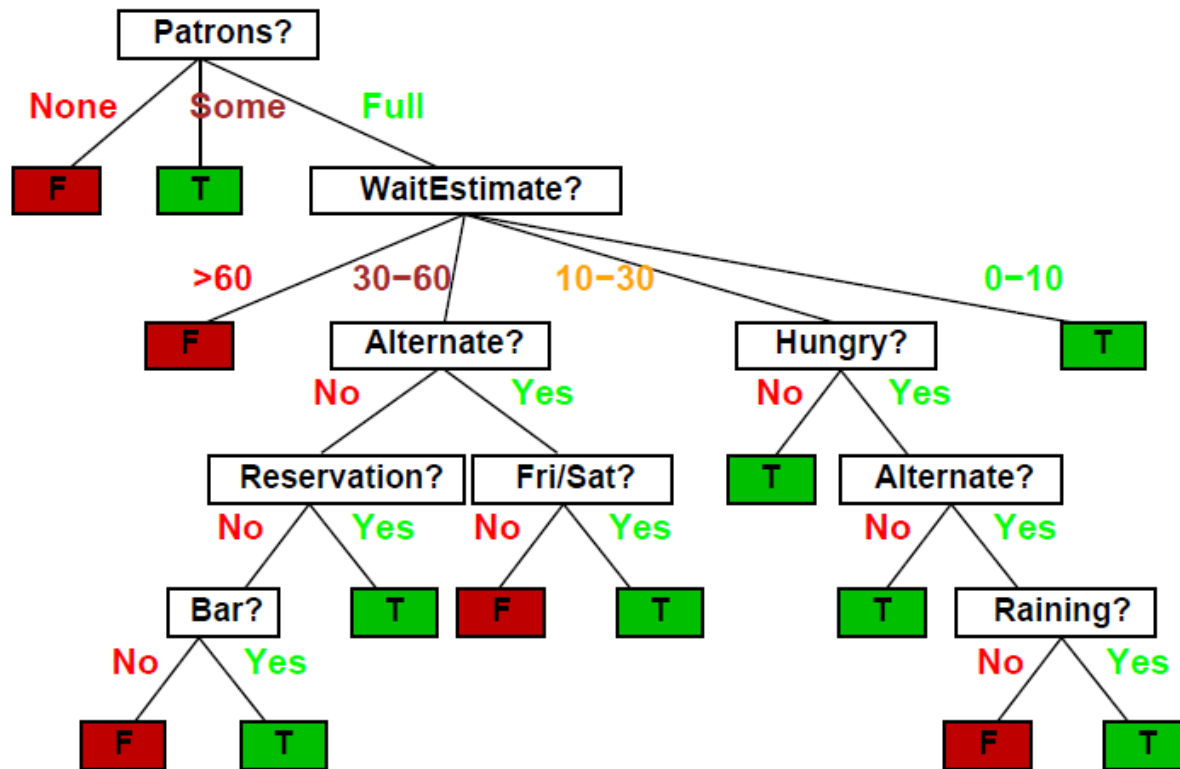 Patrons?
None Some Full
F T WaitEstimate?
>60 30−60 10−30 0−10
F Alternate? Hungry? T
No Yes No Yes
Reservation? Fri/Sat? T Alternate?
No Yes No Yes No Yes
Bar? T F T T Raining?
No Yes No Yes
F T F T